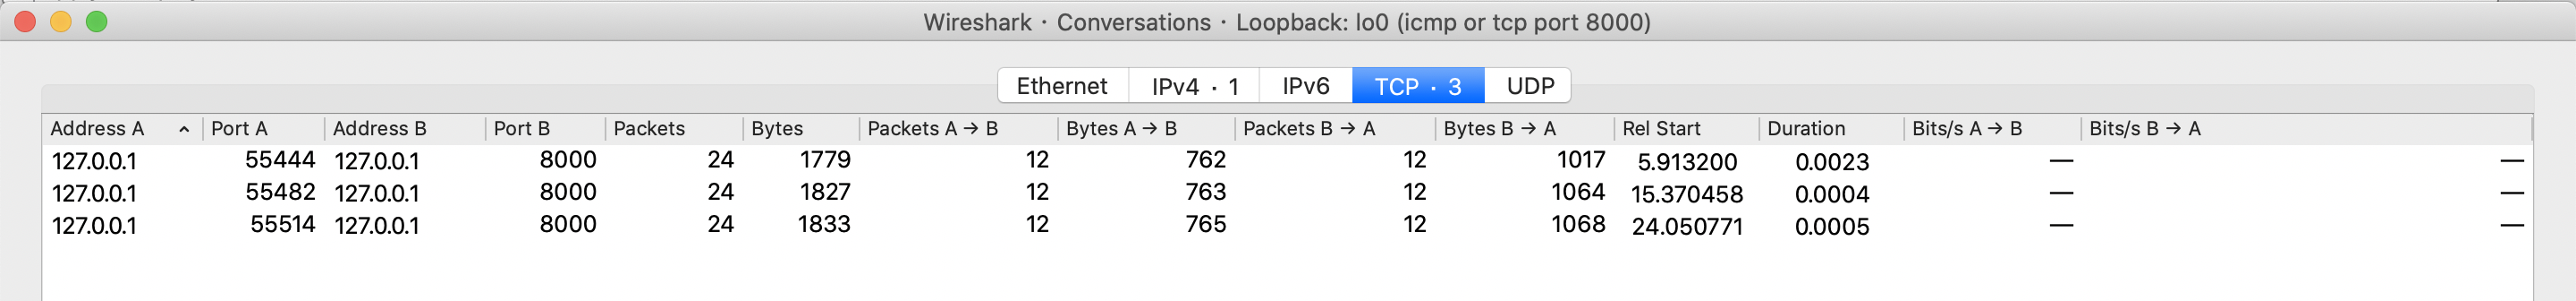 Wireshark · Conversations · Loopback: lo0 (icmp or tcp port 8000)
Ethernet IPv4 · 1 IPv6 TCP · 3 UDP
Address A Port A Address B Port B Packets Bytes Packets A → B Bytes A → B Packets B → A Bytes B → A Rel Start Duration Bits/s A → B Bits/s B → A
127.0.0.1 55444 127.0.0.1 8000 24 1779 12 762 12 1017 5.913200 0.0023 — —
127.0.0.1 55482 127.0.0.1 8000 24 1827 12 763 12 1064 15.370458 0.0004 — —
127.0.0.1 55514 127.0.0.1 8000 24 1833 12 765 12 1068 24.050771 0.0005 — —